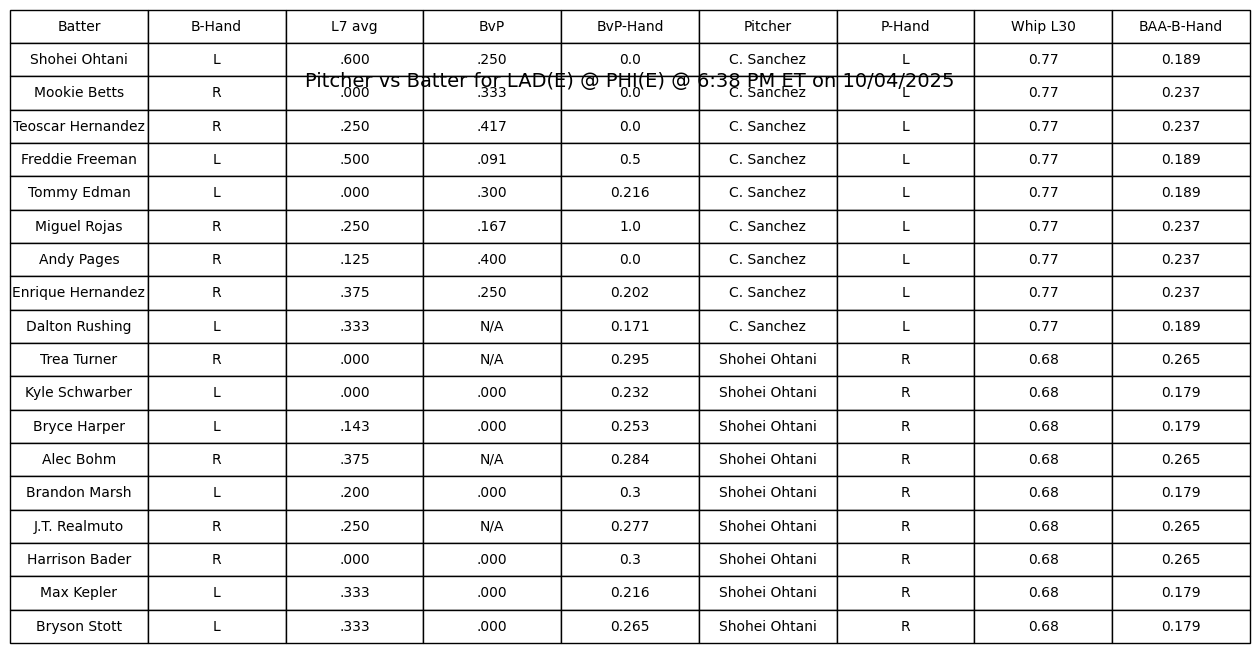 Batter B-Hand L7 avg BvP BvP-Hand Pitcher P-Hand Whip L30 BAA-B-Hand
Shohei Ohtani L .600 .250 0.0 C. Sanchez L 0.77 0.189
Pitcher vs Batter for LAD(E) @ PHI(E) @ 6:38 PM ET on 10/04/2025
Mookie Betts R .000 .333 0.0 C. Sanchez L 0.77 0.237
Teoscar Hernandez R .250 .417 0.0 C. Sanchez L 0.77 0.237
Freddie Freeman L .500 .091 0.5 C. Sanchez L 0.77 0.189
Tommy Edman L .000 .300 0.216 C. Sanchez L 0.77 0.189
Miguel Rojas R .250 .167 1.0 C. Sanchez L 0.77 0.237
Andy Pages R .125 .400 0.0 C. Sanchez L 0.77 0.237
Enrique Hernandez R .375 .250 0.202 C. Sanchez L 0.77 0.237
Dalton Rushing L .333 N/A 0.171 C. Sanchez L 0.77 0.189
Trea Turner R .000 N/A 0.295 Shohei Ohtani R 0.68 0.265
Kyle Schwarber L .000 .000 0.232 Shohei Ohtani R 0.68 0.179
Bryce Harper L .143 .000 0.253 Shohei Ohtani R 0.68 0.179
Alec Bohm R .375 N/A 0.284 Shohei Ohtani R 0.68 0.265
Brandon Marsh L .200 .000 0.3 Shohei Ohtani R 0.68 0.179
J.T. Realmuto R .250 N/A 0.277 Shohei Ohtani R 0.68 0.265
Harrison Bader R .000 .000 0.3 Shohei Ohtani R 0.68 0.265
Max Kepler L .333 .000 0.216 Shohei Ohtani R 0.68 0.179
Bryson Stott L .333 .000 0.265 Shohei Ohtani R 0.68 0.179